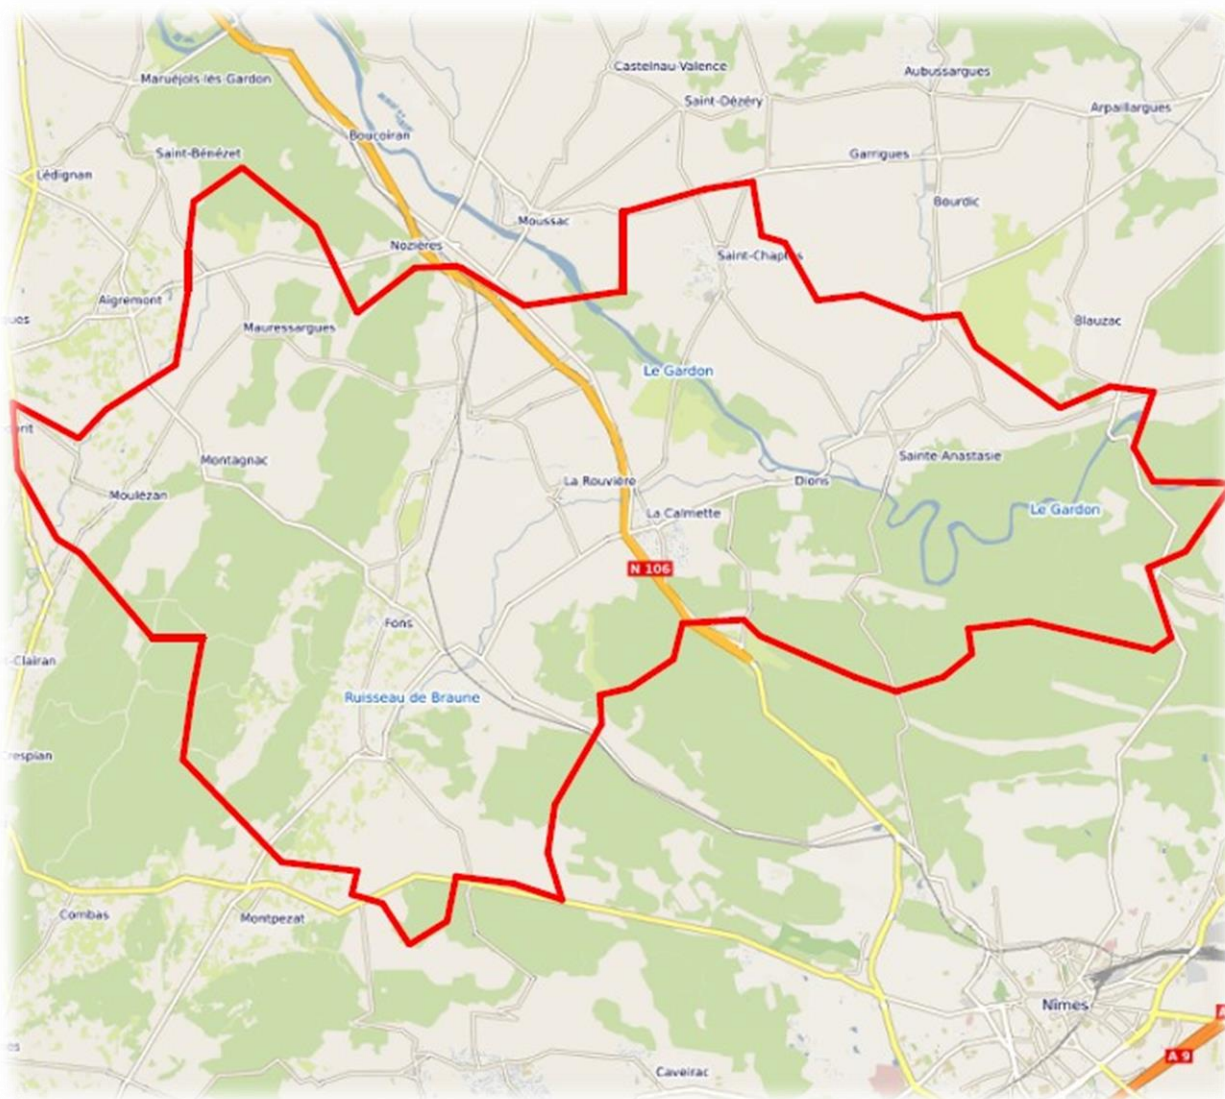 Castelnau-Valence
Aubussargues
Maruéjols-lès-Gardon
Saint-Dézéry
Arpaillargues
Boucoiran
Saint-Bénézet
Garrigues
Lédignan
Bourdic
Moussac
Nozières
Saint-Chaptes
Aigremont
Mauressargues
Blauzac
Le Gardon
Montagnac
Sainte-Anastasie
La Rouvière
Dions
Moulézan
La Calmette
Le Gardon
N 106
Fons
t-Clairan
Ruisseau de Braune
respian
Combas
Montpezat
Nîmes
A 9
Caveirac